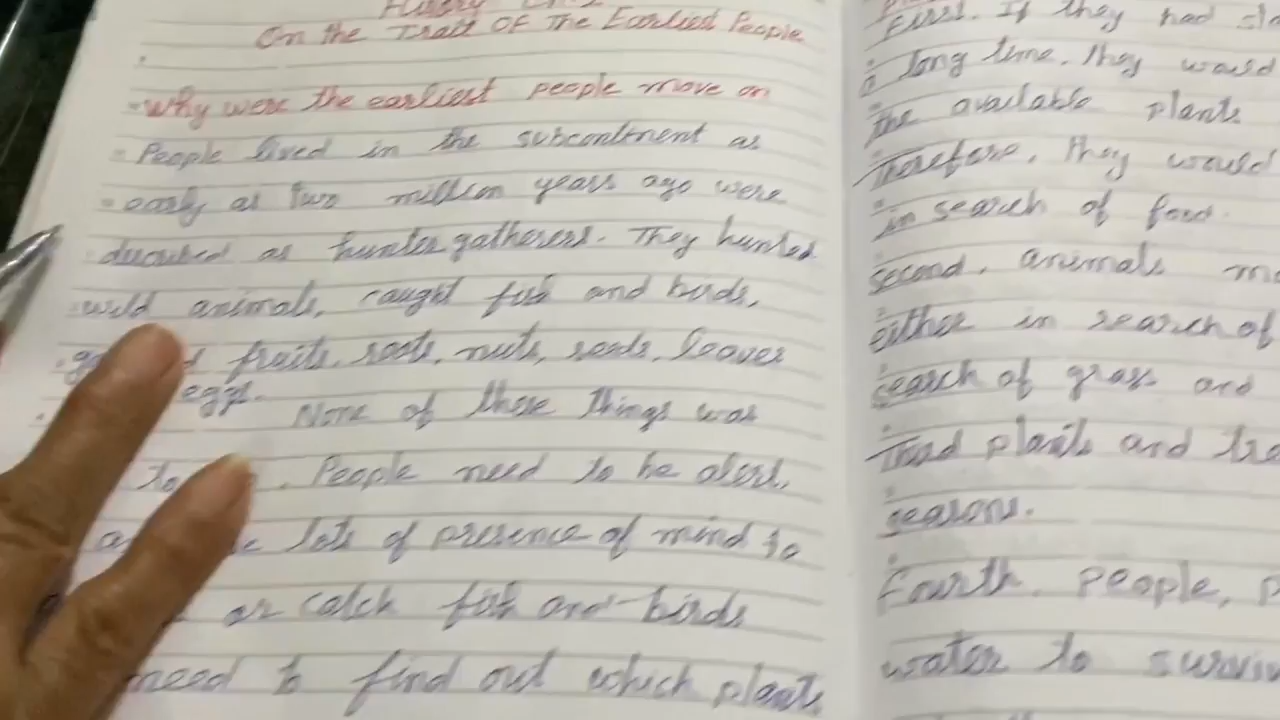 On the Trail Of The Earliest People
Why were the earliest people move on
People lived in the subcontinent as
early as two million years ago were
as hunter gatherers. They hunted
wild animals, caught fish and birds,
fruits, roots, nuts, seeds, leaves
eggs.
None of these things was
to People need to be alert,
lots of presence of mind to
or catch fish and birds
need to find out which plants
First. If they had
long time. They would
the available plants
Therefore, they would
in search of food.
second, animals
either in search of
search of grass and
Third plants and
seasons.
Fourth. people,
water to